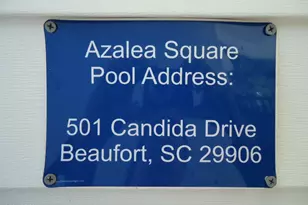 Azalea Square
Pool Address:
501 Candida Drive
Beaufort, SC 29906